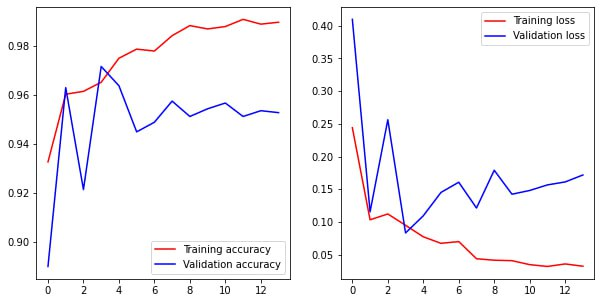 0.98
0.96
0.94
0.92
0.90
0 2 4 6 8 10 12
Training accuracy
Validation accuracy
0.40
0.35
0.30
0.25
0.20
0.15
0.10
0.05
0 2 4 6 8 10 12
Training loss
Validation loss